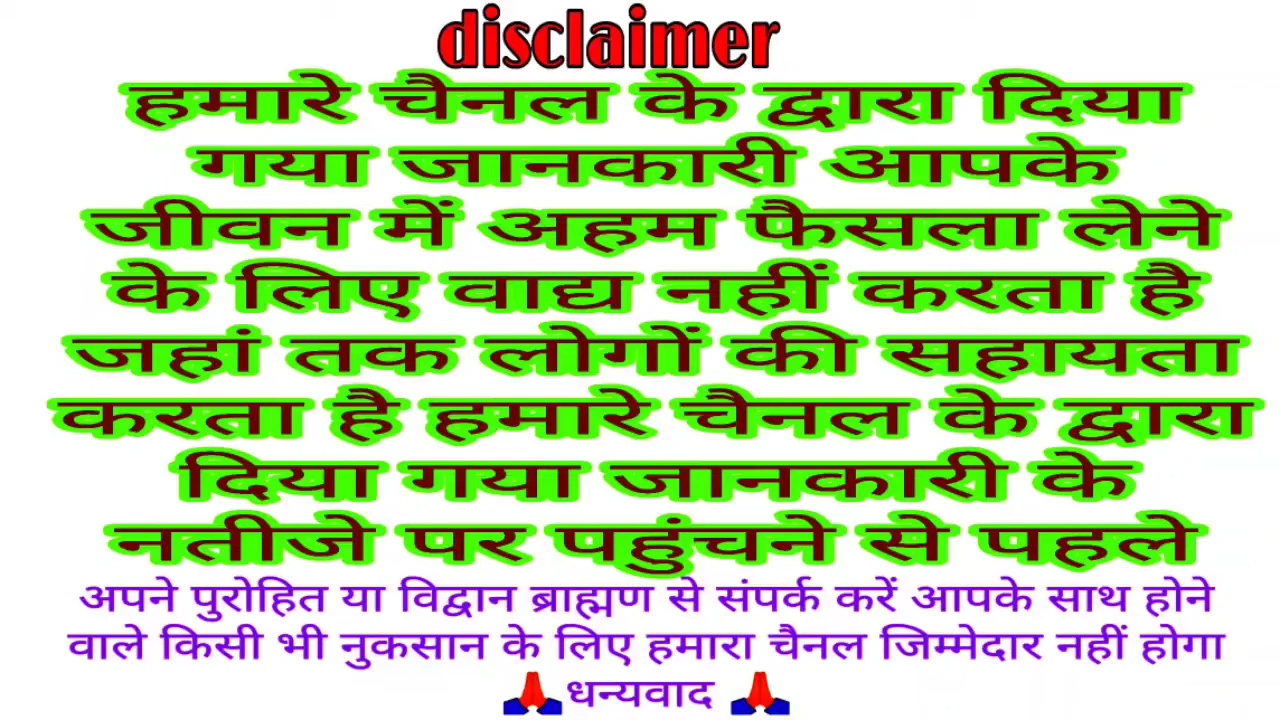 disclaimer
हमारे चैनल के द्वारा दिया
गया जानकारी आपके
जीवन में अहम फैसला लेने
के लिए वाद्य नहीं करता है
जहां तक लोगों की सहायता
करता है हमारे चैनल के द्वारा
दिया गया जानकारी के
नतीजे पर पहुंचने से पहले
अपने पुरोहित या विद्वान ब्राह्मण से संपर्क करें आपके साथ होने
वाले किसी भी नुकसान के लिए हमारा चैनल जिम्मेदार नहीं होगा
🙏धन्यवाद 🙏